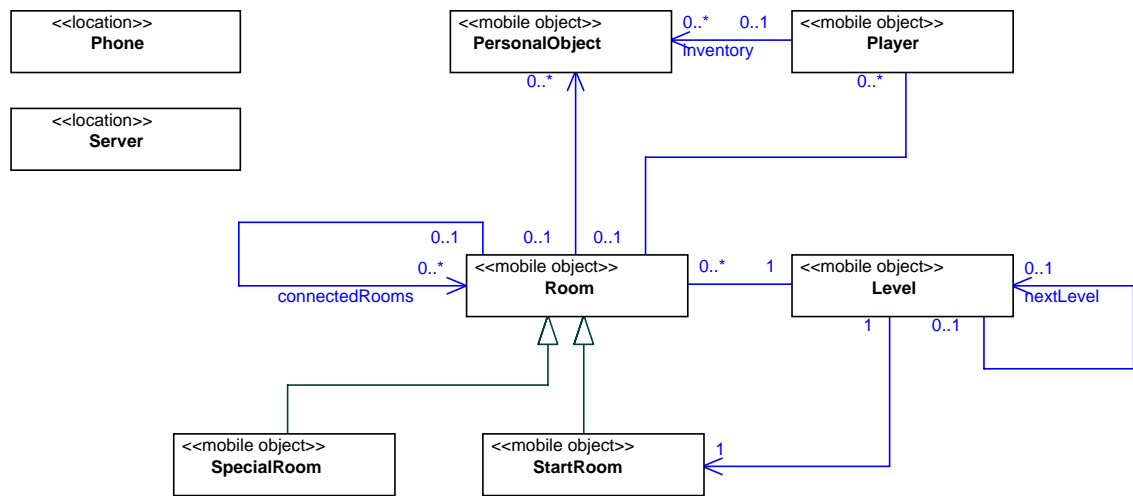 <<location>>
Phone
<<mobile object>>
PersonalObject
0..*
0..1
inventory
<<mobile object>>
Player
<<location>>
Server
0..*
0..*
0..1
0..*
connectedRooms
0..1
0..1
<<mobile object>>
Room
0..*
1
<<mobile object>>
Level
0..1
nextLevel
1
0..1
<<mobile object>>
SpecialRoom
<<mobile object>>
StartRoom
1